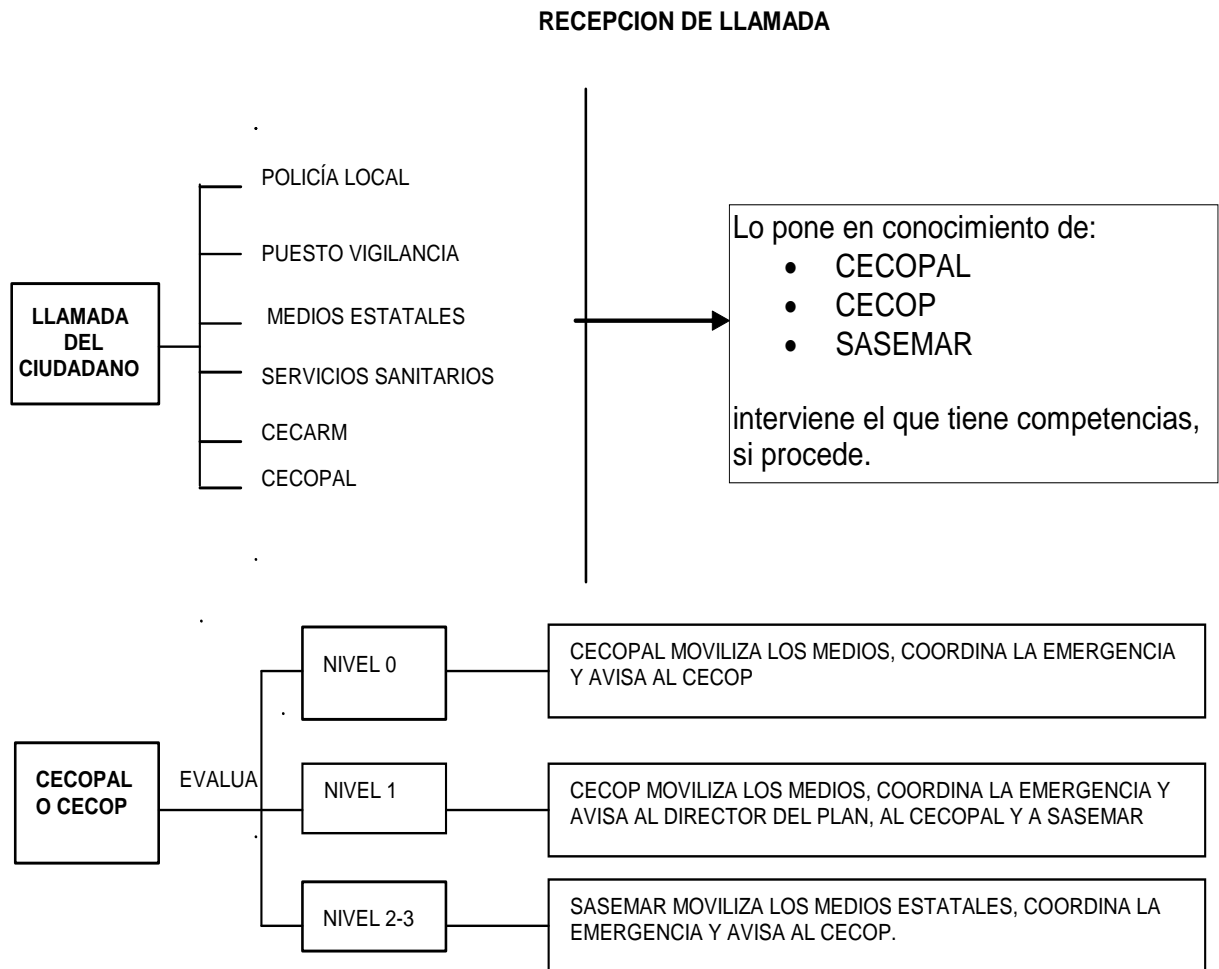 RECEPCION DE LLAMADA
LLAMADA
DEL
CIUDADANO
POLICÍA LOCAL
PUESTO VIGILANCIA
MEDIOS ESTATALES
SERVICIOS SANITARIOS
CECARM
CECOPAL
Lo pone en conocimiento de:
• CECOPAL
• CECOP
• SASEMAR
interviene el que tiene competencias,
si procede.
CECOPAL
O CECOP
EVALUA
NIVEL 0
CECOPAL MOVILIZA LOS MEDIOS, COORDINA LA EMERGENCIA
Y AVISA AL CECOP
NIVEL 1
CECOP MOVILIZA LOS MEDIOS, COORDINA LA EMERGENCIA Y
AVISA AL DIRECTOR DEL PLAN, AL CECOPAL Y A SASEMAR
NIVEL 2-3
SASEMAR MOVILIZA LOS MEDIOS ESTATALES, COORDINA LA
EMERGENCIA Y AVISA AL CECOP.